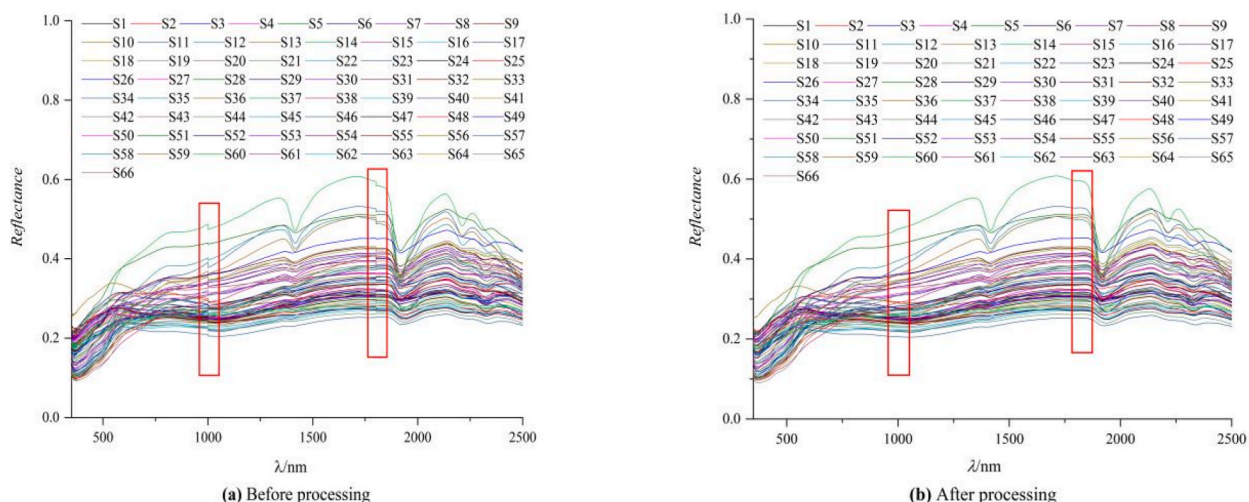 1.0 S1 S2 S3 S4 S5 S6 S7 S8 S9
S10 S11 S12 S13 S14 S15 S16 S17
S18 S19 S20 S21 S22 S23 S24 S25
S26 S27 S28 S29 S30 S31 S32 S33
0.8 S34 S35 S36 S37 S38 S39 S40 S41
S42 S43 S44 S45 S46 S47 S48 S49
S50 S51 S52 S53 S54 S55 S56 S57
S58 S59 S60 S61 S62 S63 S64 S65
0.6 S66
Reflectance
0.4
0.2
0.0
500 1000 1500 2000 2500
λ/nm
(a) Before processing
1.0 S1 S2 S3 S4 S5 S6 S7 S8 S9
S10 S11 S12 S13 S14 S15 S16 S17
S18 S19 S20 S21 S22 S23 S24 S25
S26 S27 S28 S29 S30 S31 S32 S33
0.8 S34 S35 S36 S37 S38 S39 S40 S41
S42 S43 S44 S45 S46 S47 S48 S49
S50 S51 S52 S53 S54 S55 S56 S57
S58 S59 S60 S61 S62 S63 S64 S65
0.6 S66
Reflectance
0.4
0.2
0.0
500 1000 1500 2000 2500
λ/nm
(b) After processing